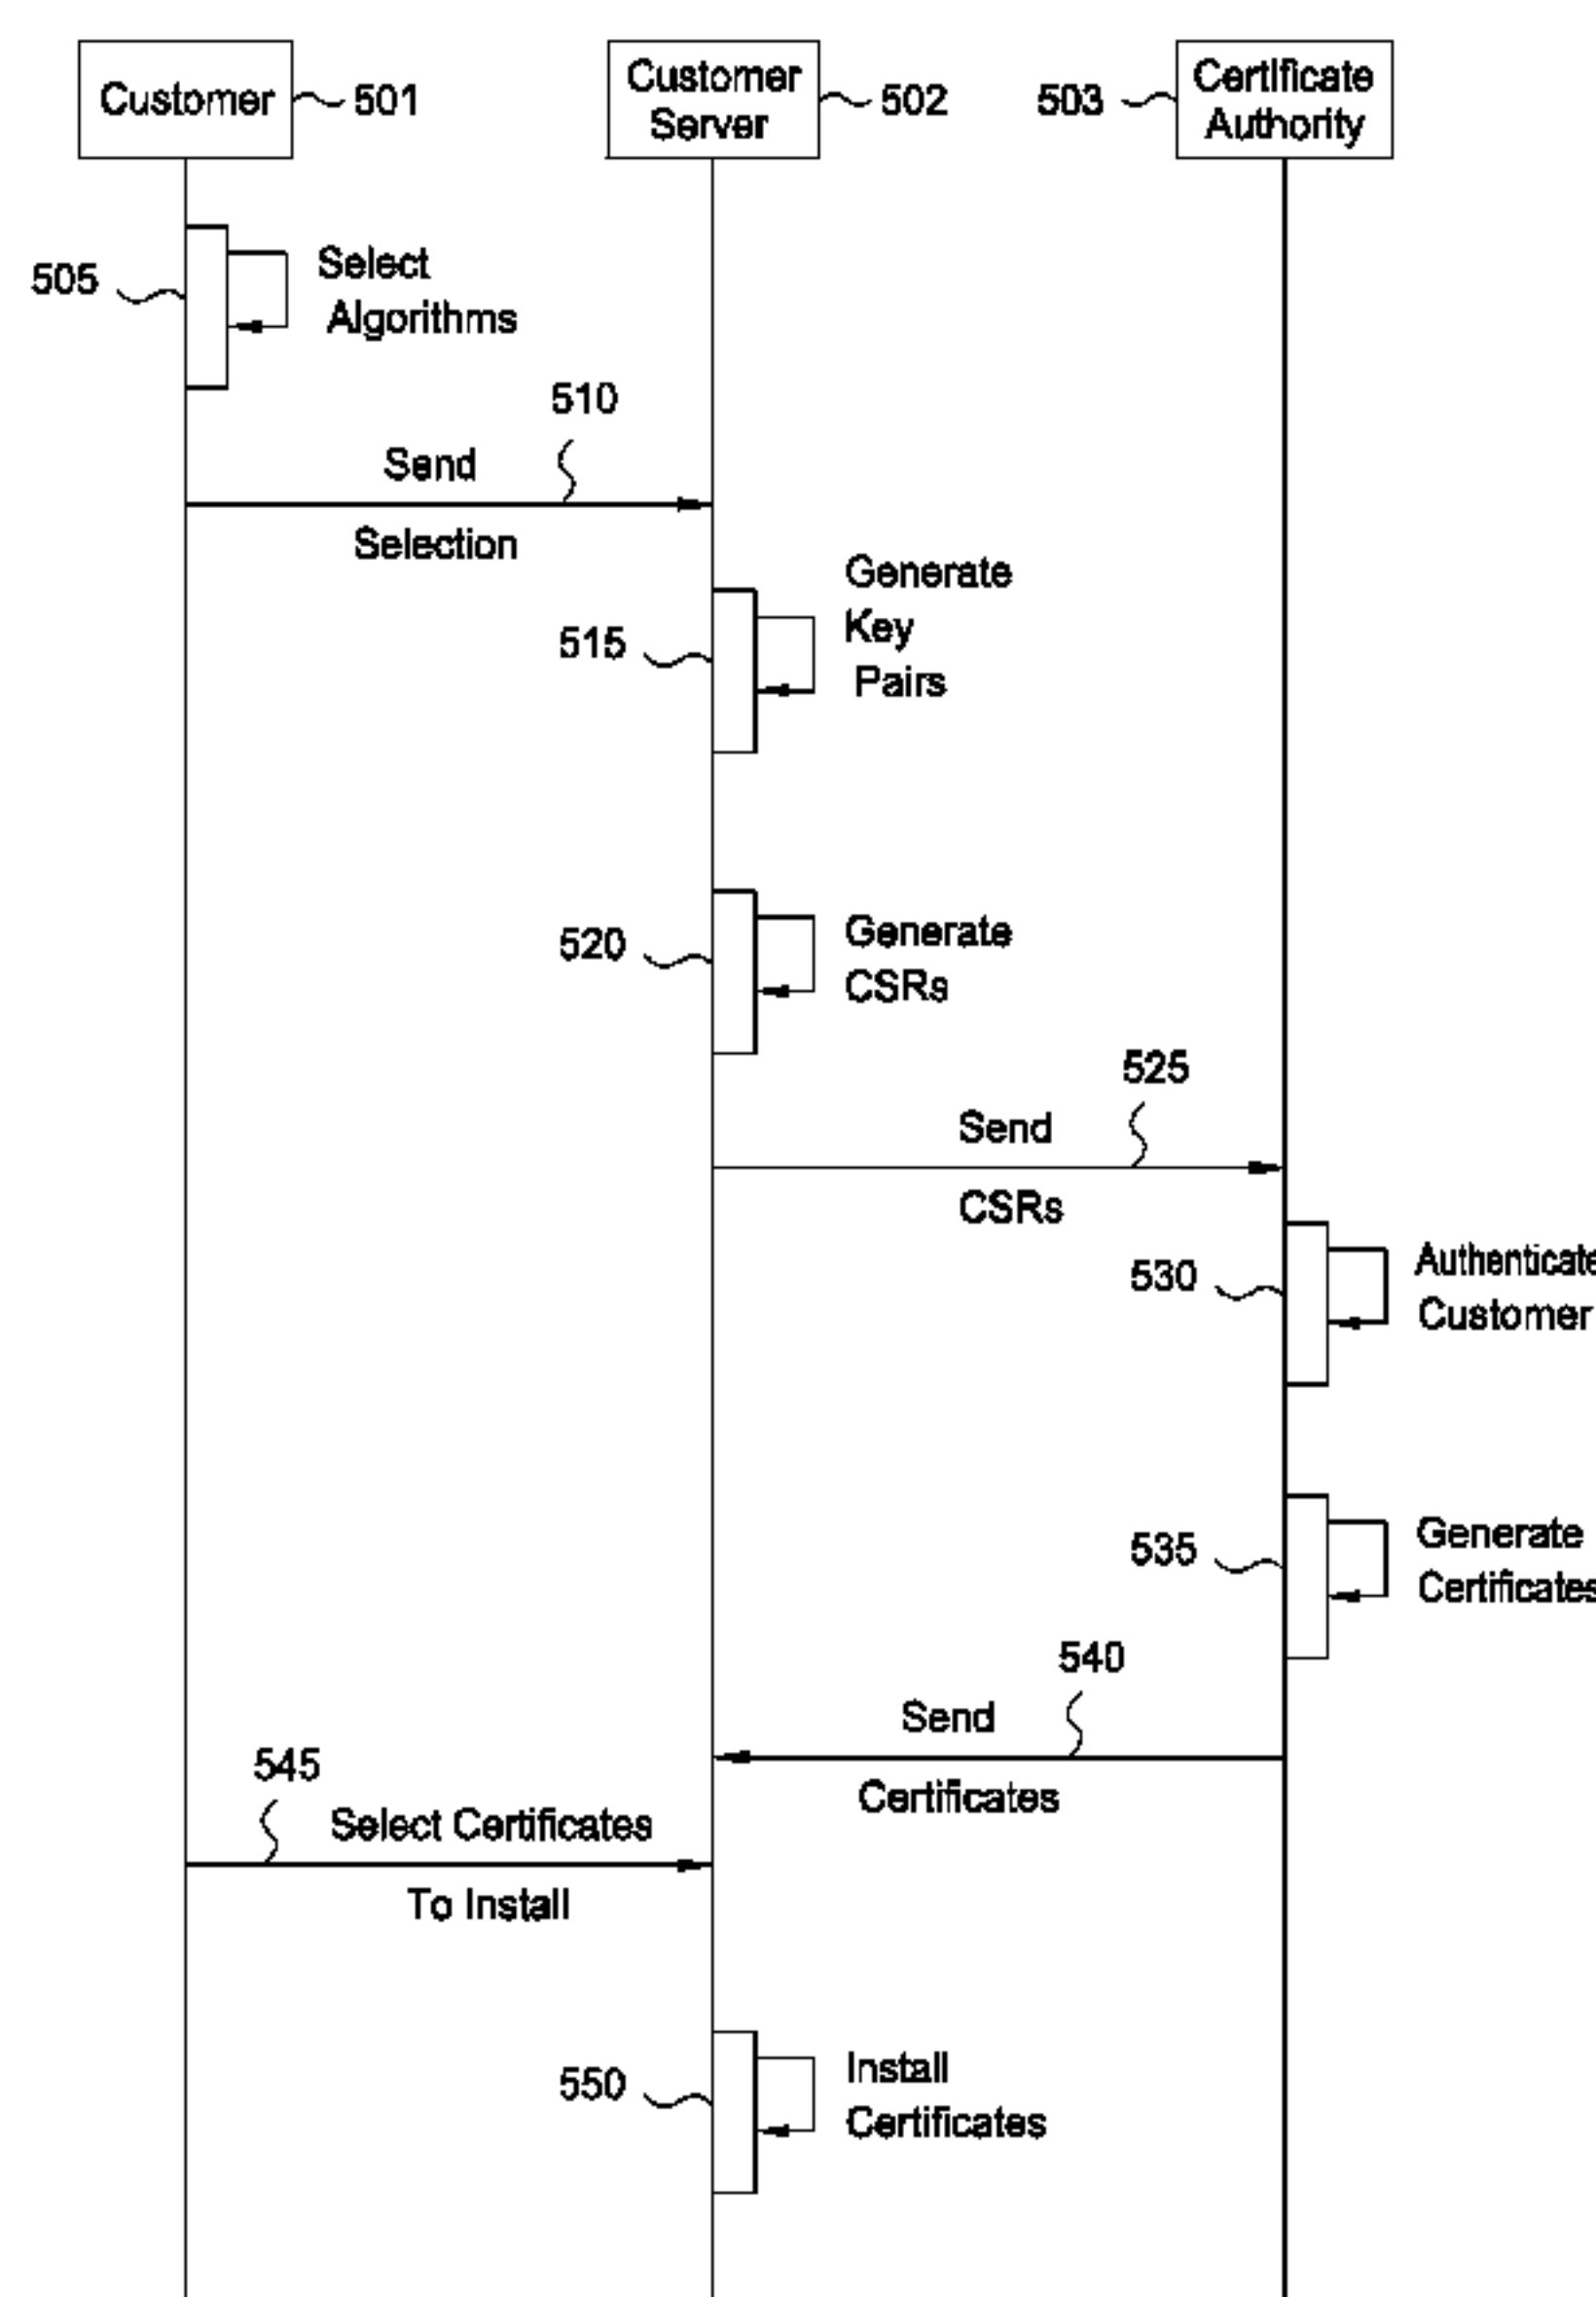 Customer
501
Customer
Server
502
503
Certificate
Authority
505
Select
Algorithms
510
Send
Selection
Generate
Key
Pairs
515
520
Generate
CSRs
525
Send
CSRs
530
Authenticate
Customer
535
Generate
Certificates
540
Send
Certificates
545
Select Certificates
To Install
550
Install
Certificates